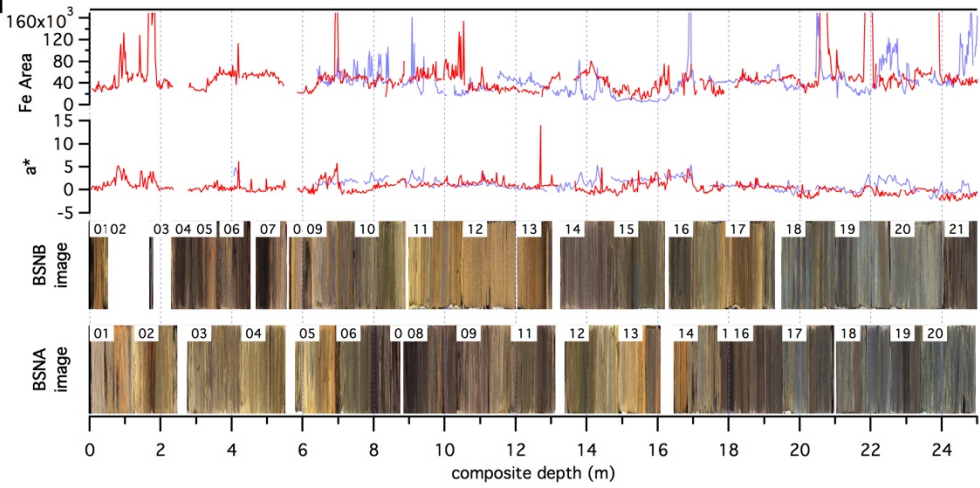 160x10³
120
80
40
0
Fe Area
15
10
5
0
-5
a*
BSNB image
01 02 03 04 05 06 07 0 09 10 11 12 13 14 15 16 17 18 19 20 21
BSNA image
01 02 03 04 05 06 0 08 09 11 12 13 14 1 16 17 18 19 20
0 2 4 6 8 10 12 14 16 18 20 22 24
composite depth (m)